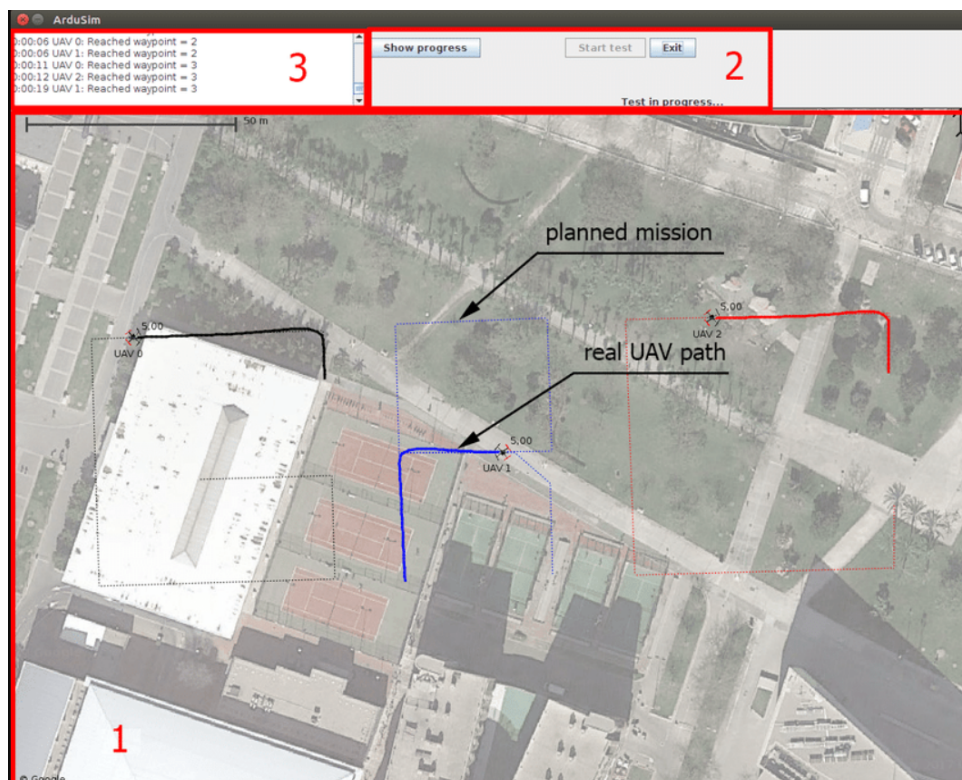 ArduSim
0:00:06 UAV 0: Reached waypoint = 2
0:00:06 UAV 1: Reached waypoint = 2
0:00:11 UAV 0: Reached waypoint = 3
0:00:12 UAV 2: Reached waypoint = 3
0:00:19 UAV 1: Reached waypoint = 3
3
Show progress
Start test
Exit
2
Test in progress...
50 m
planned mission
5,00
UAV 0
5,00
UAV 2
real UAV path
5,00
UAV 1
1
© Google